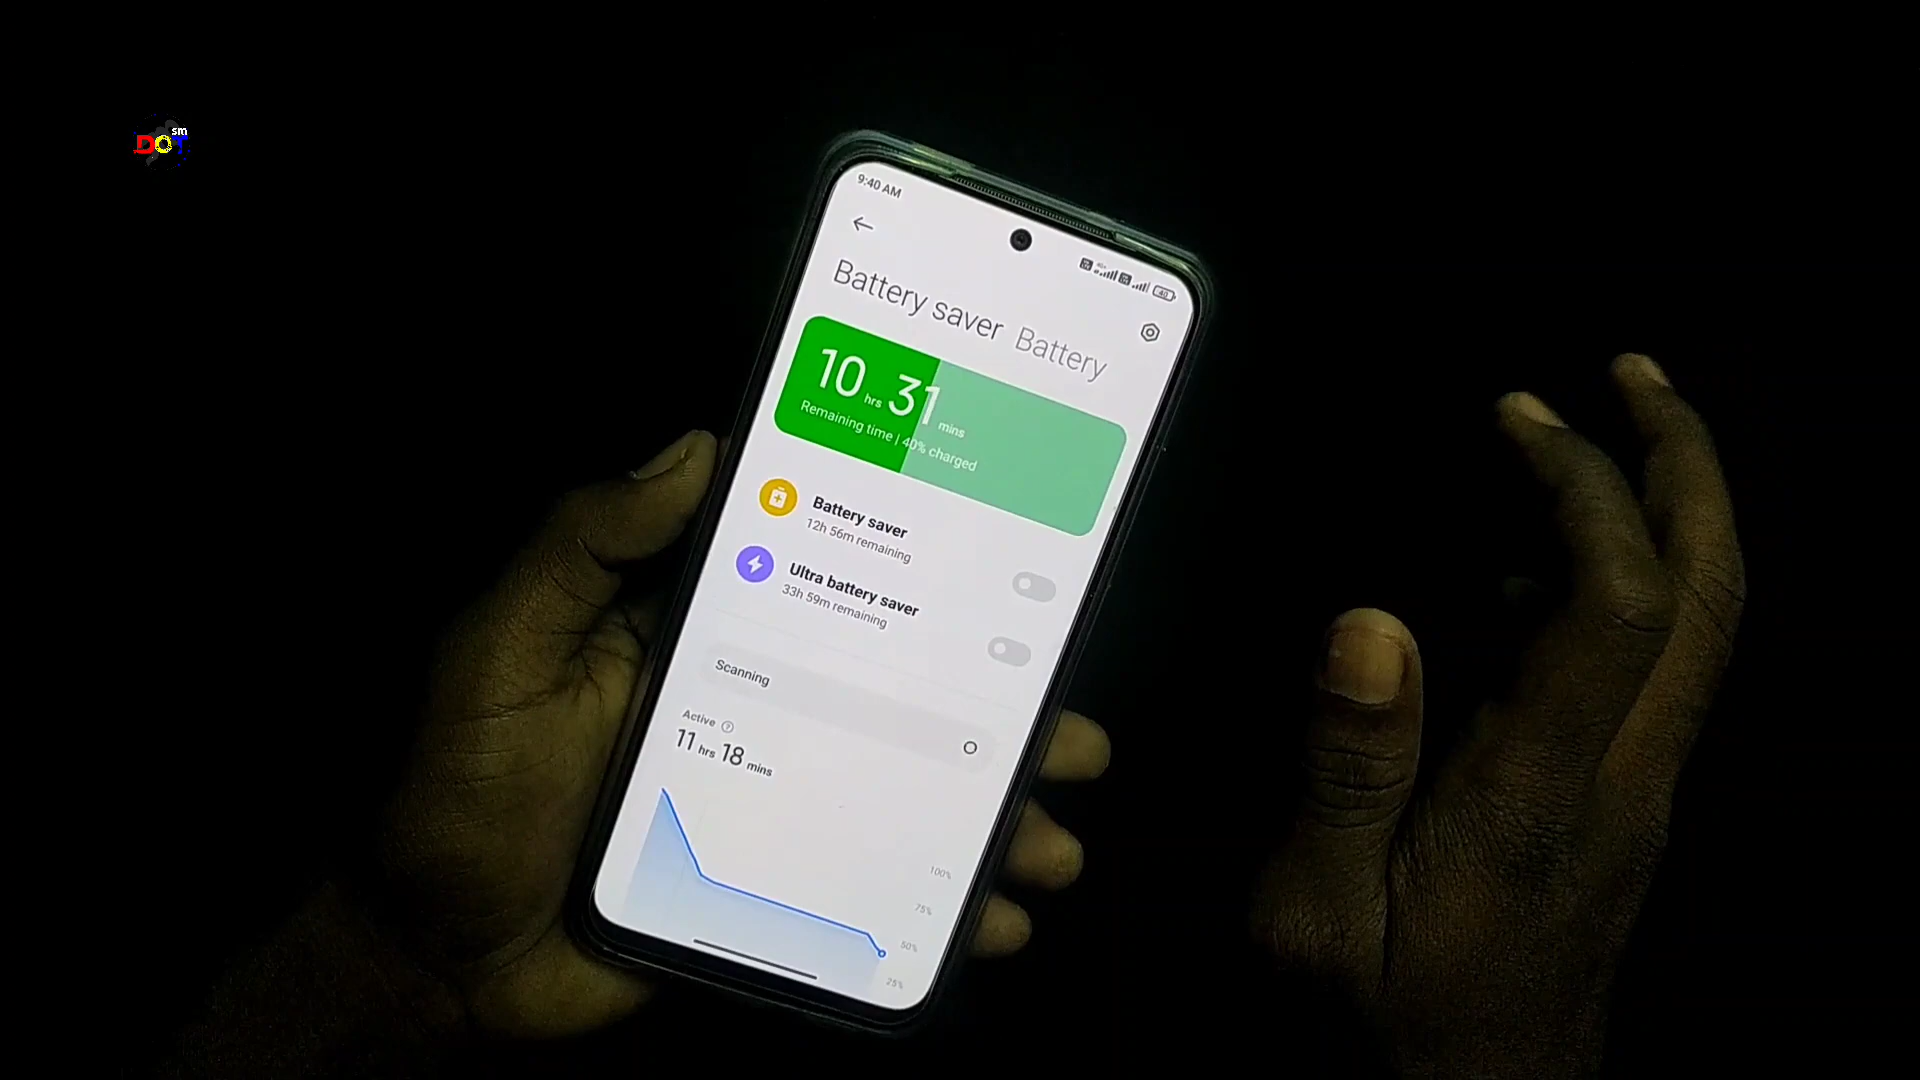 DOT
sm
9:40 AM
40
Battery saver Battery
10 hrs 31 mins
Remaining time | 40% charged
Battery saver
12h 56m remaining
Ultra battery saver
33h 59m remaining
Scanning
Active ?
11 hrs 18 mins
100%
75%
50%
25%